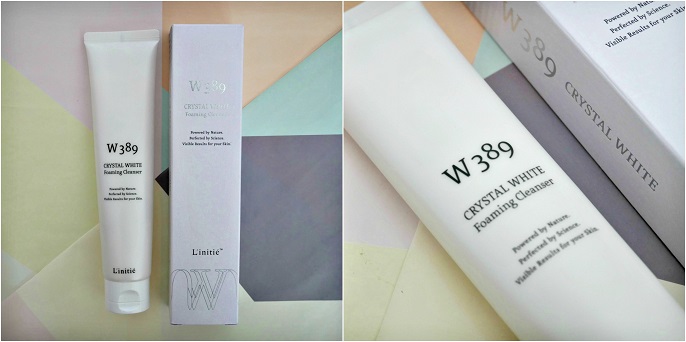 W389
CRYSTAL WHITE
Foaming Cleanser
Powered by Nature.
Perfected by Science.
Visible Results for your Skin.
L'initié
W389
CRYSTAL WHITE
Foaming Cleanser
Powered by Nature.
Perfected by Science.
Visible Results for your Skin.
L'initié™
W
W389
CRYSTAL WHITE
Foaming Cleanser
Powered by Nature.
Perfected by Science.
Visible Results for your Skin.
W389
CRYSTAL WHITE
Powered by Nature.
Perfected by Science.
Visible Results for your Skin.